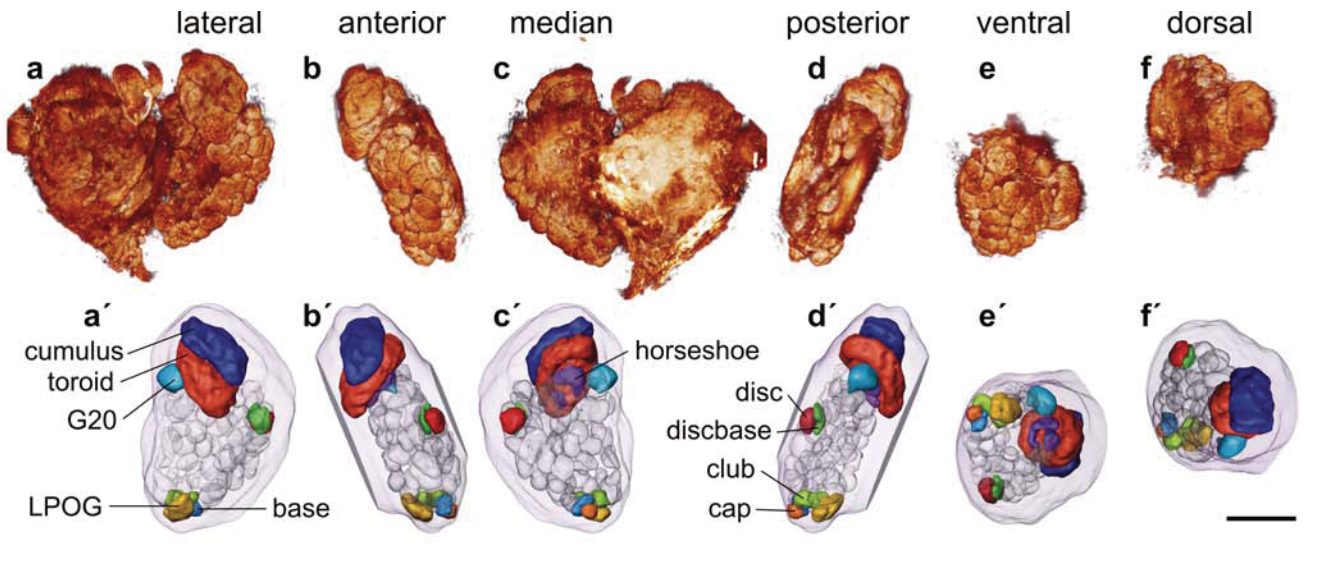 lateral anterior median posterior ventral dorsal
a b c d e f
a´ b´ c´ d´ e´ f´
cumulus
toroid
G20
LPOG
base
horseshoe
disc
discbase
club
cap